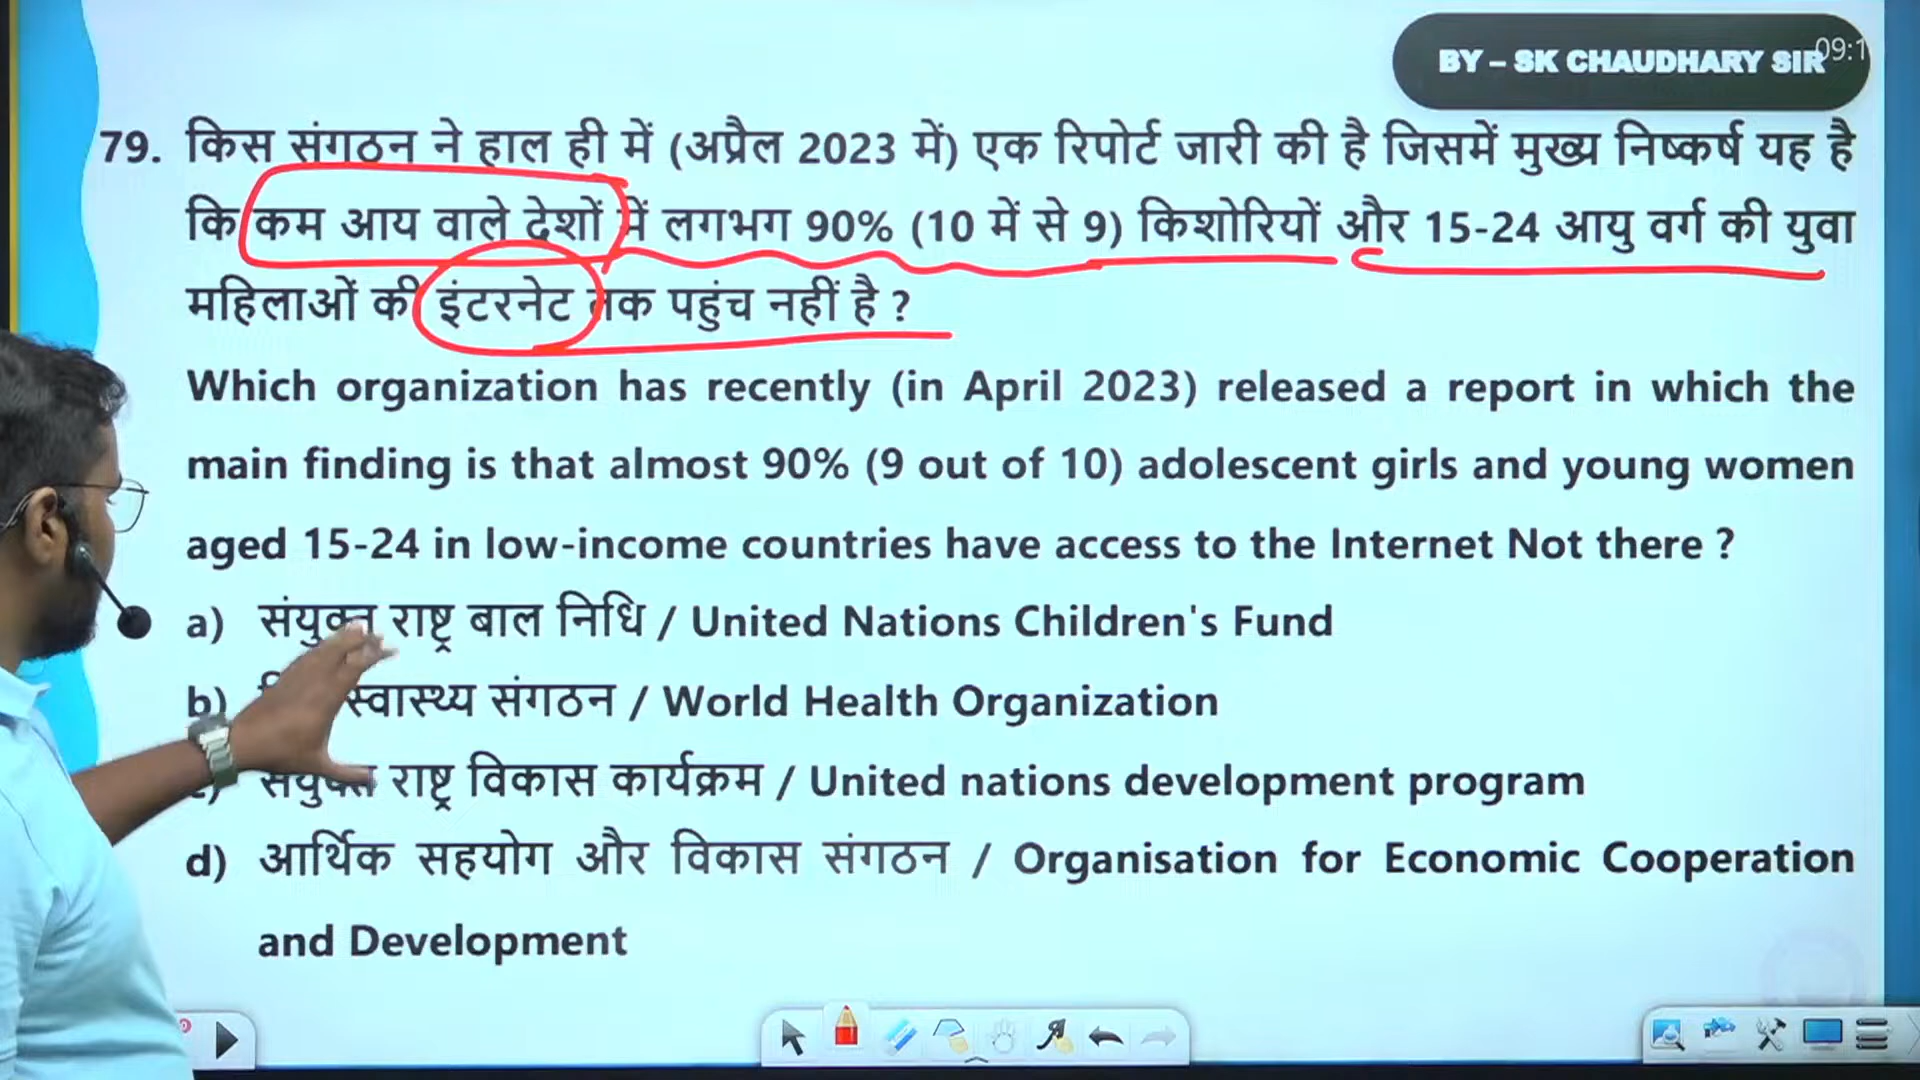 BY – SK CHAUDHARY SIR
09:1
79. किस संगठन ने हाल ही में (अप्रैल 2023 में) एक रिपोर्ट जारी की है जिसमें मुख्य निष्कर्ष यह है
कि कम आय वाले देशों में लगभग 90% (10 में से 9) किशोरियों और 15-24 आयु वर्ग की युवा
महिलाओं की इंटरनेट तक पहुंच नहीं है ?
Which organization has recently (in April 2023) released a report in which the
main finding is that almost 90% (9 out of 10) adolescent girls and young women
aged 15-24 in low-income countries have access to the Internet Not there ?
a) संयुक्त राष्ट्र बाल निधि / United Nations Children's Fund
b) स्वास्थ्य संगठन / World Health Organization
संयुक्त राष्ट्र विकास कार्यक्रम / United nations development program
d) आर्थिक सहयोग और विकास संगठन / Organisation for Economic Cooperation
and Development